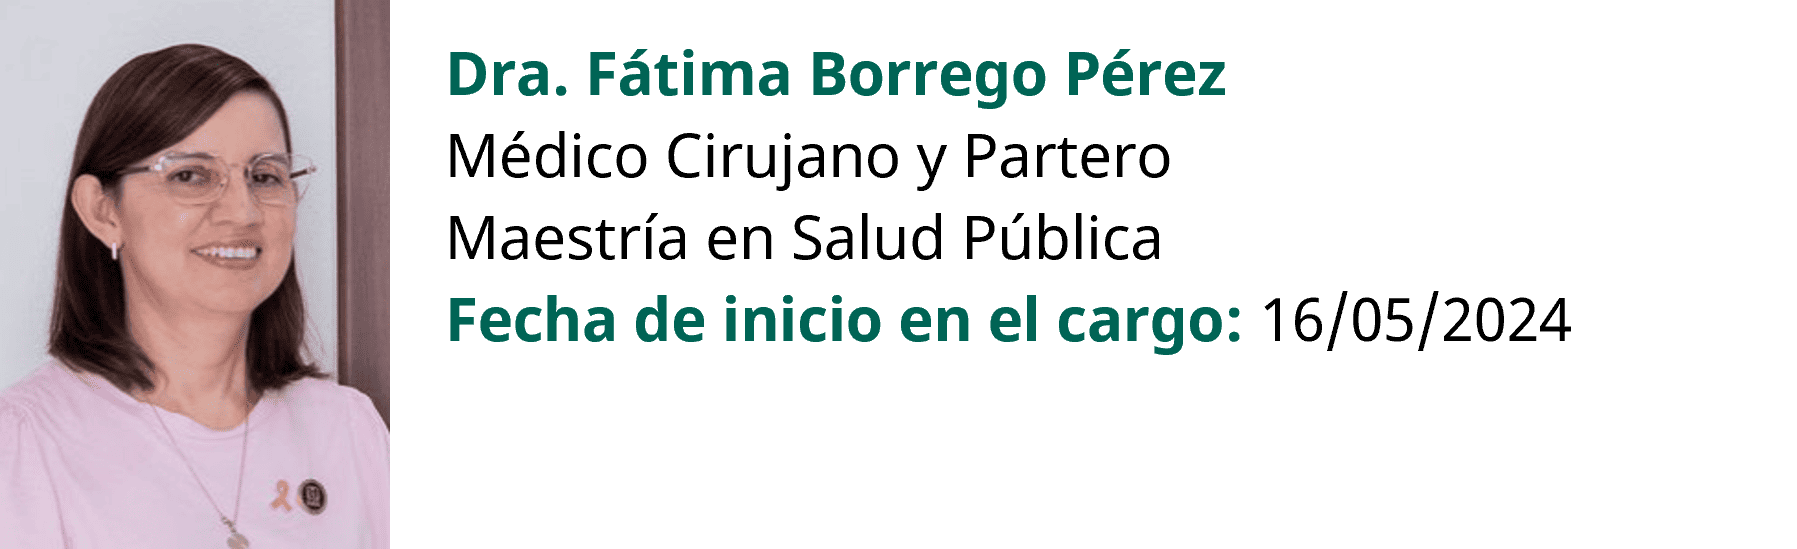 Dra. Fátima Borrego Pérez
Médico Cirujano y Partero
Maestría en Salud Pública
Fecha de inicio en el cargo: 16/05/2024